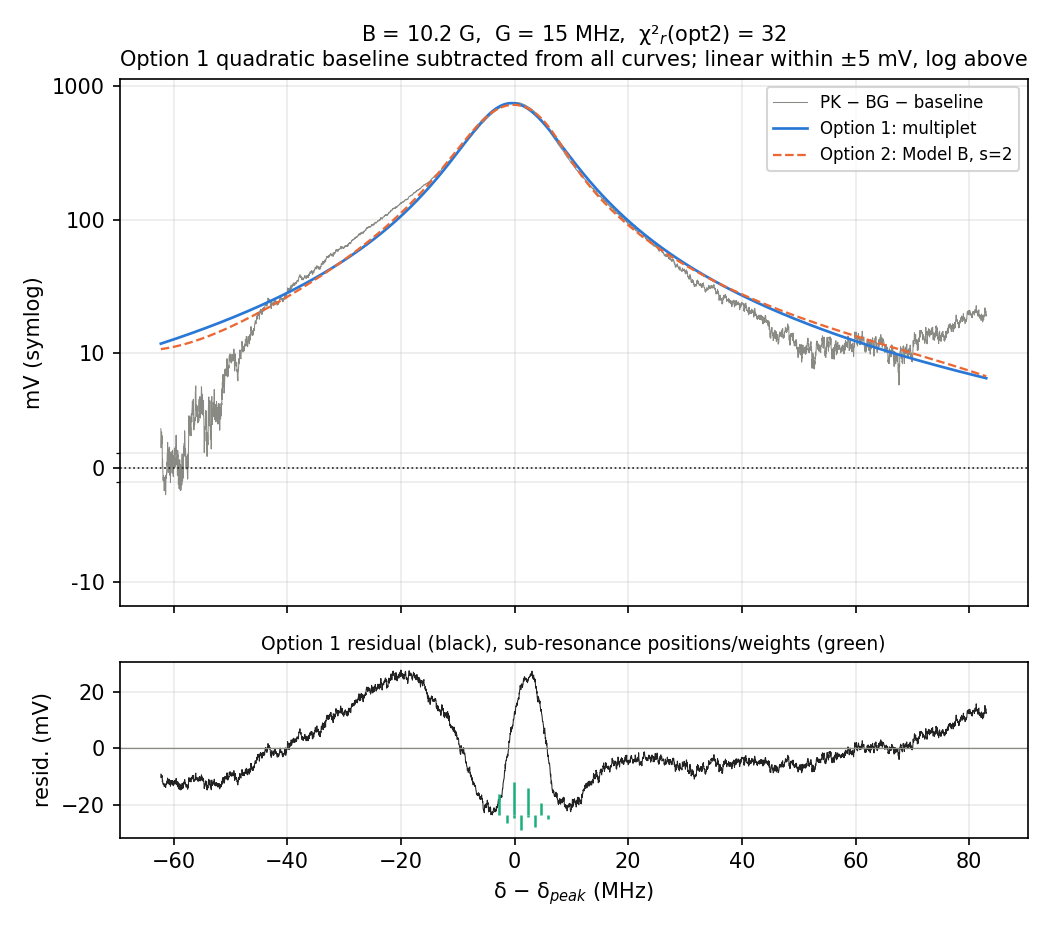 B = 10.2 G,  G = 15 MHz,  χ²ᵣ(opt2) = 32
Option 1 quadratic baseline subtracted from all curves; linear within ±5 mV, log above
1000
100
10
0
-10
mV (symlog)
PK − BG − baseline
Option 1: multiplet
Option 2: Model B, s=2
Option 1 residual (black), sub-resonance positions/weights (green)
20
0
−20
resid. (mV)
−60 −40 −20 0 20 40 60 80
δ − δpeak (MHz)